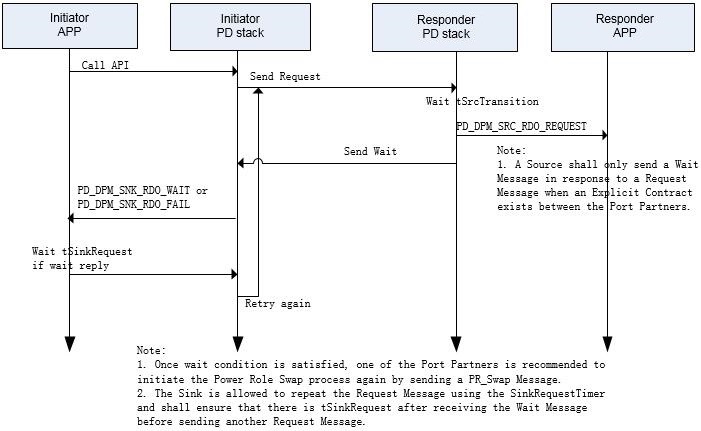 Initiator
APP
Initiator
PD stack
Responder
PD stack
Responder
APP
Call API
Send Request
Wait tSrcTransition
PD_DPM_SRC_RDO_REQUEST
Send Wait
Note:
1. A Source shall only send a Wait
Message in response to a Request
Message when an Explicit Contract
exists between the Port Partners.
PD_DPM_SNK_RDO_WAIT or
PD_DPM_SNK_RDO_FAIL
Wait tSinkRequest
if wait reply
Retry again
Note:
1. Once wait condition is satisfied, one of the Port Partners is recommended to
initiate the Power Role Swap process again by sending a PR_Swap Message.
2. The Sink is allowed to repeat the Request Message using the SinkRequestTimer
and shall ensure that there is tSinkRequest after receiving the Wait Message
before sending another Request Message.